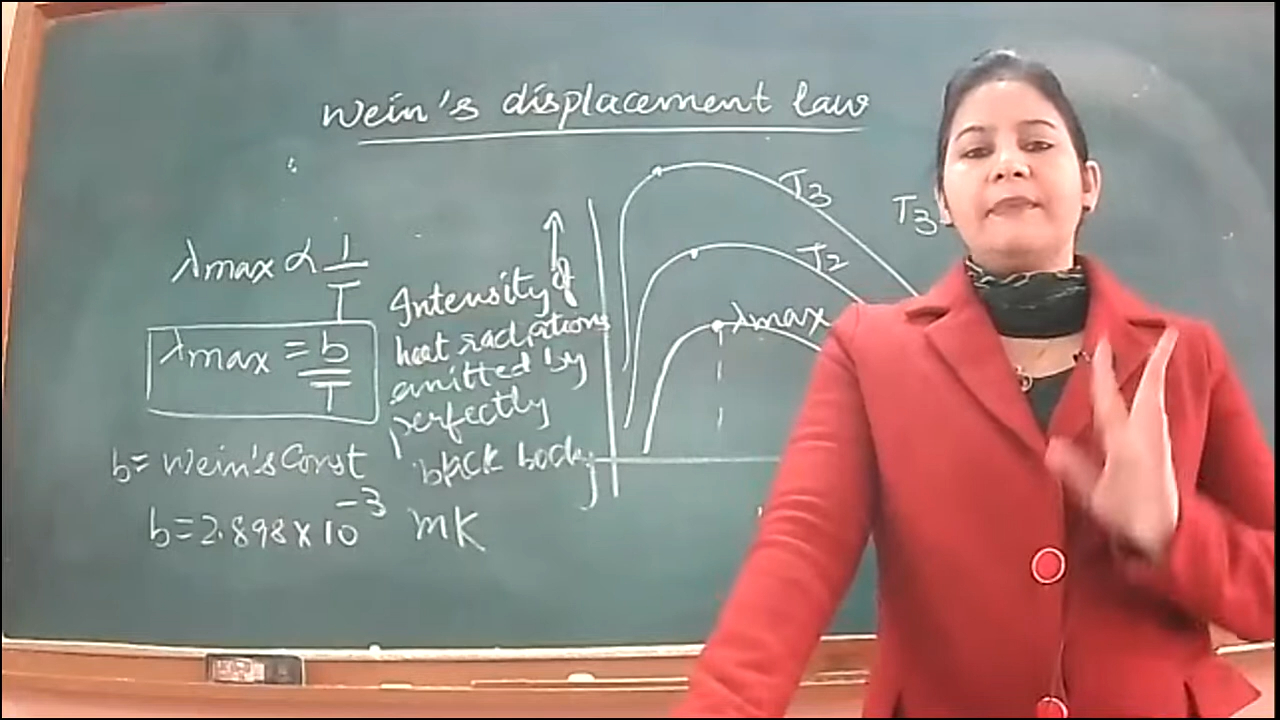 Wein's displacement law
λmax ∝ 1/T
λmax = b/T
b = Wein's Const
b = 2.898 x 10⁻³ mK
Intensity of
heat radiations
emitted by
perfectly
black body
T3
T2
λmax
T3